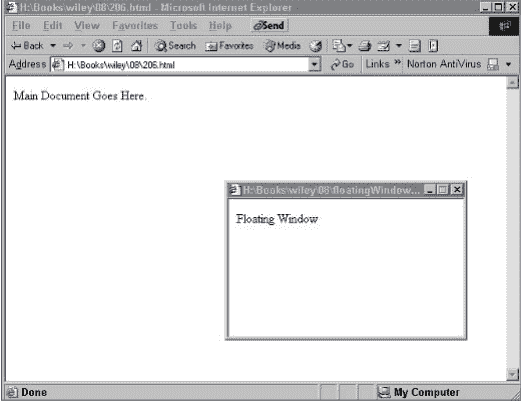 H:\Books\wiley\08\206.html - Microsoft Internet Explorer
File Edit View Favorites Tools Help Send
Back Search Favorites Media
Address H:\Books\wiley\08\206.html Go Links » Norton AntiVirus
Main Document Goes Here.
H:\Books\wiley\08\floatingWindow...
Floating Window
Done My Computer